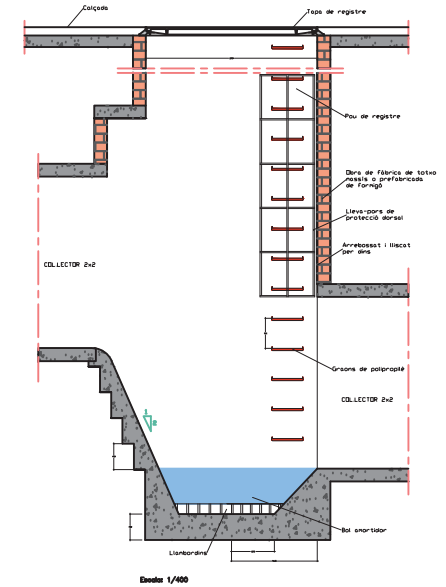 Calçada
Tapa de registre
Pou de registre
Obra de fàbrica de totxo
massís o prefabricada
de formigó
Lleva-pors de
protecció dorsal
Arrebossat i lliscat
per dins
COLLECTOR 2x2
Graons de polipropilè
COLLECTOR 2x2
Bol amortidor
Llambordins
Escala: 1/400